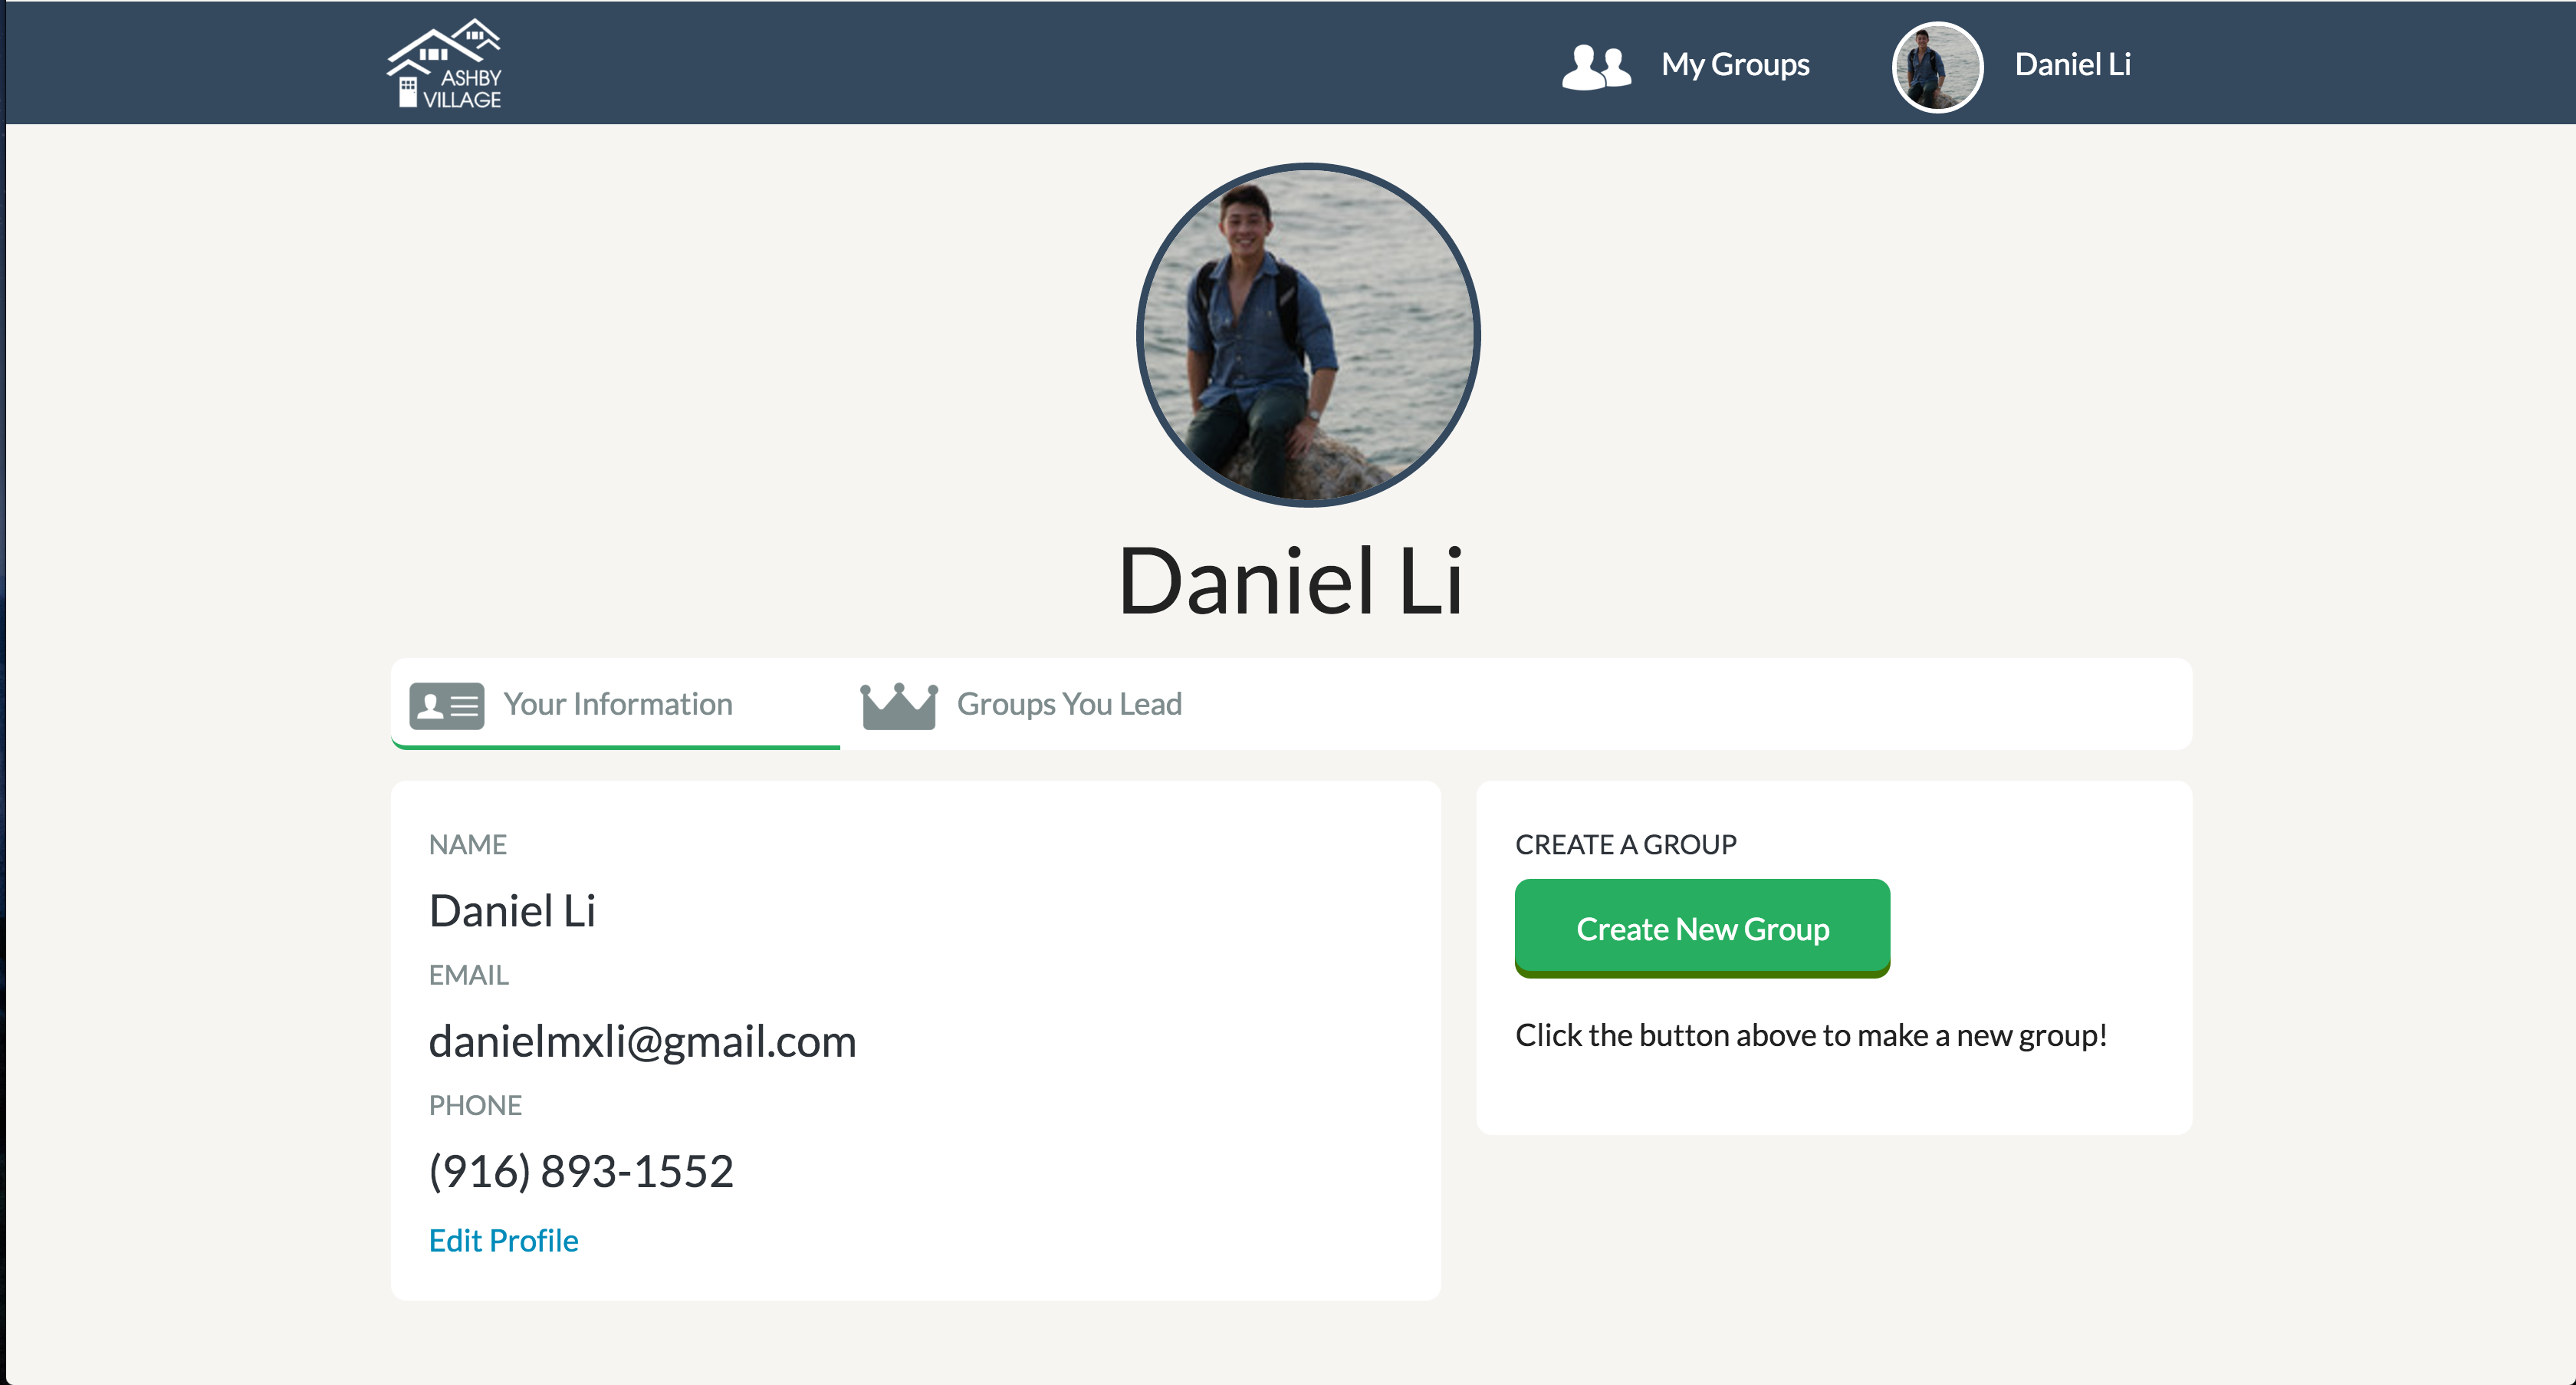 ASHBY
VILLAGE
My Groups
Daniel Li
Daniel Li
Your Information
Groups You Lead
NAME
Daniel Li
EMAIL
danielmxli@gmail.com
PHONE
(916) 893-1552
Edit Profile
CREATE A GROUP
Create New Group
Click the button above to make a new group!